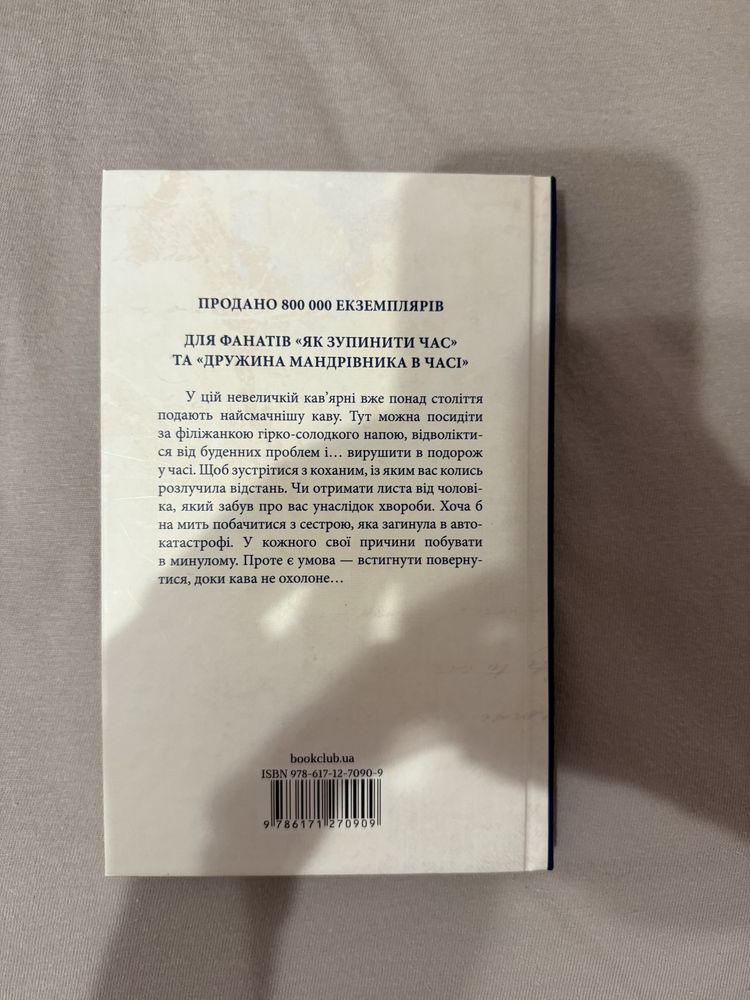 ПРОДАНО 800 000 ЕКЗЕМПЛЯРІВ
ДЛЯ ФАНАТІВ «ЯК ЗУПИНИТИ ЧАС»
ТА «ДРУЖИНА МАНДРІВНИКА В ЧАСІ»
У цій невеличкій кав’ярні вже понад століття
подають найсмачнішу каву. Тут можна посидіти
за філіжанкою гірко-солодкого напою, відволікти-
ся від буденних проблем і… вирушити в подорож
у часі. Щоб зустрітися з коханим, із яким вас колись
розлучила відстань. Чи отримати листа від чолові-
ка, який забув про вас унаслідок хвороби. Хоча б
на мить побачитися з сестрою, яка загинула в авто-
катастрофі. У кожного свої причини побувати
в минулому. Проте є умова — встигнути поверну-
тися, доки кава не охолоне…
bookclub.ua
ISBN 978-617-12-7090-9
9 786171 270909